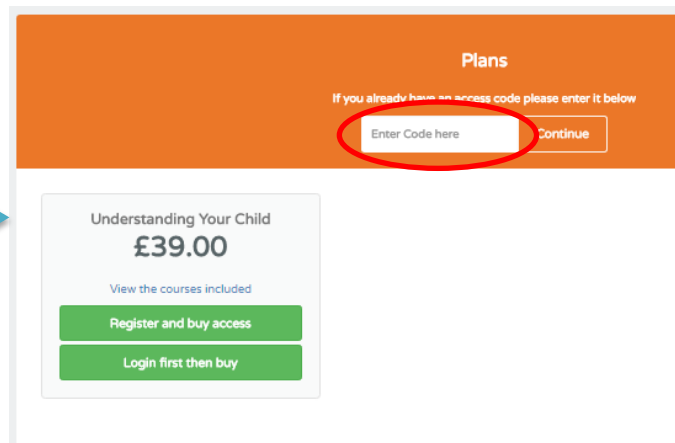 Plans
If you already have an access code please enter it below
Enter Code here
Continue
Understanding Your Child
£39.00
View the courses included
Register and buy access
Login first then buy